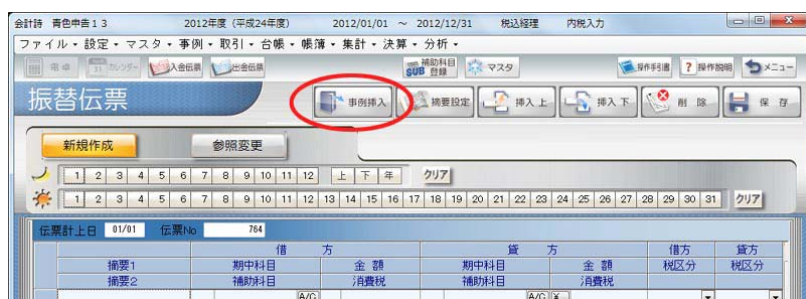 会計詩 青色申告13 2012年度（平成24年度） 2012/01/01 ～ 2012/12/31 税込経理 内税入力
ファイル・ 設定・ マスタ・ 事例・ 取引・ 台帳・ 帳簿・ 集計・ 決算・ 分析・
電卓 カレンダー 入金伝票 出金伝票 SUB 補助科目登録 マスタ 操作手引書 ? 操作説明 メニュー
振替伝票 事例挿入 摘要設定 挿入上 挿入下 削除 保存
新規作成 参照変更
1 2 3 4 5 6 7 8 9 10 11 12 上 下 年 クリア
1 2 3 4 5 6 7 8 9 10 11 12 13 14 15 16 17 18 19 20 21 22 23 24 25 26 27 28 29 30 31 クリア
伝票計上日 01/01 伝票No 764
借方 貸方 借方 貸方
摘要1 期中科目 金額 期中科目 金額 税区分 税区分
摘要2 補助科目 消費税 補助科目 消費税
A/C A/C ¥